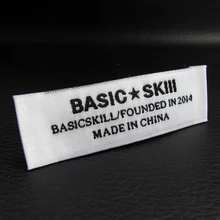 BASIC★SKIll
BASICSKILL/FOUNDED IN 2014
MADE IN CHINA